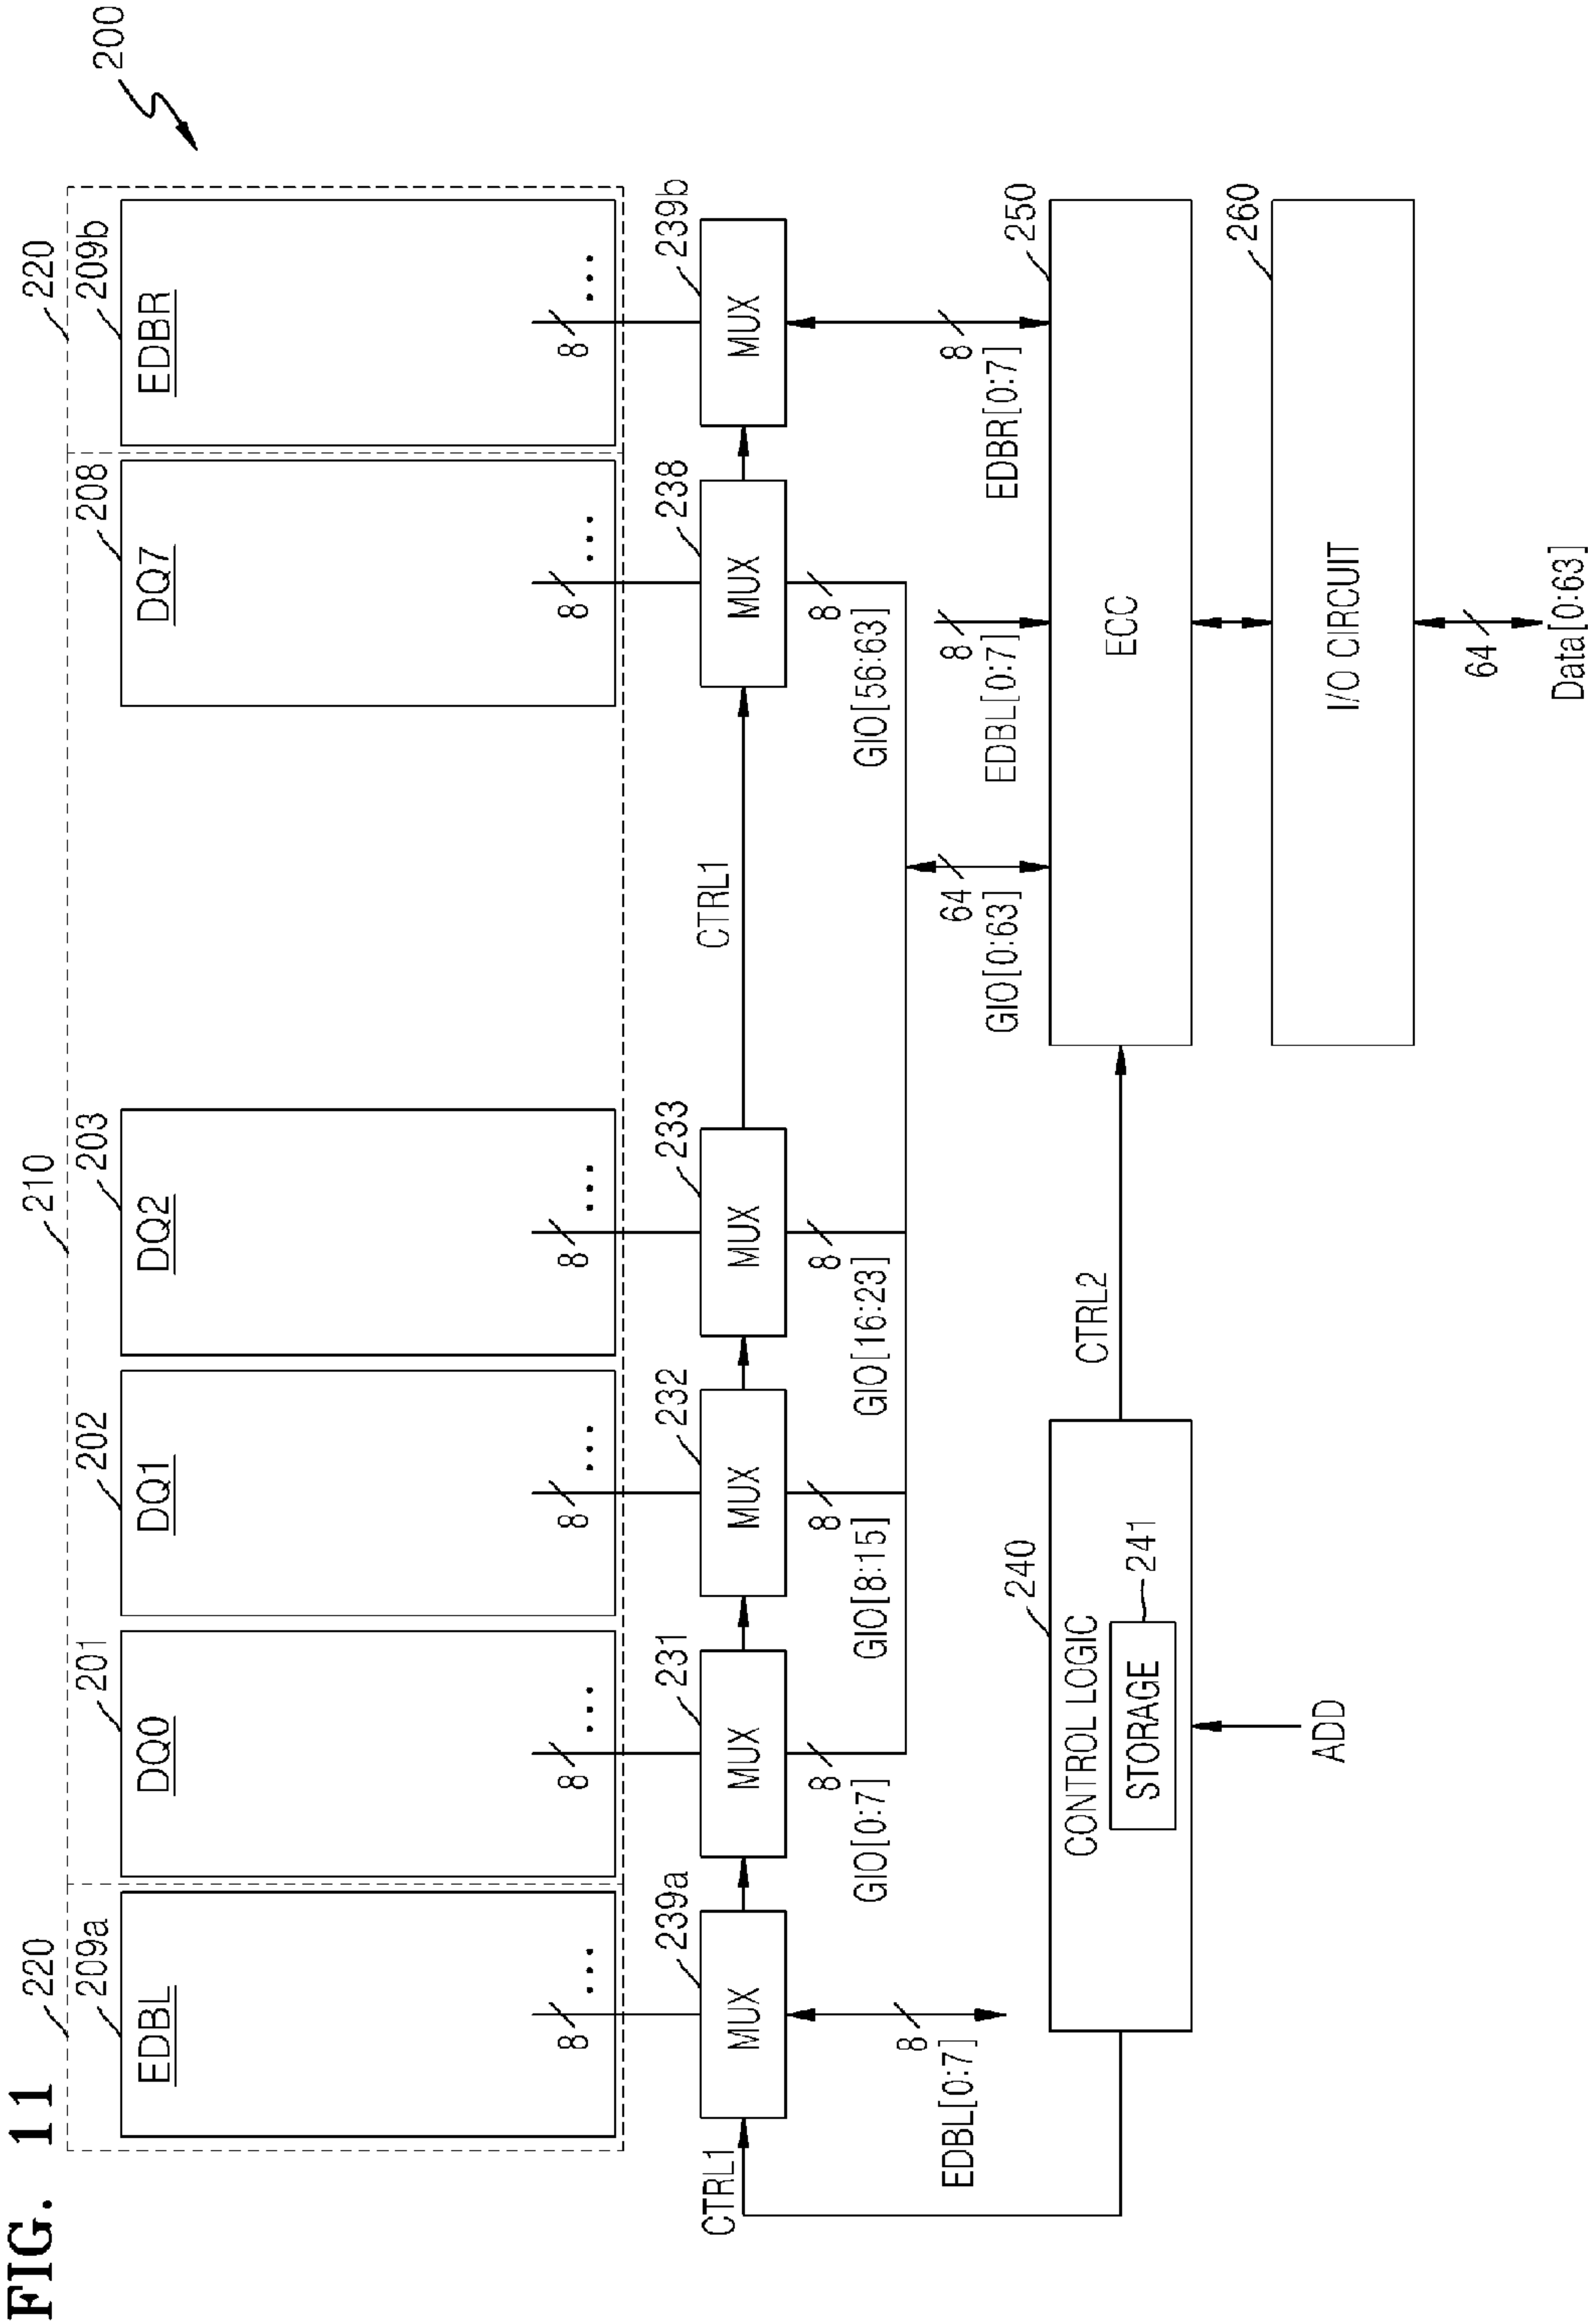 FIG. 11
200
220
210
220
209a
201
202
203
208
209b
EDBL
DQ0
DQ1
DQ2
DQ7
EDBR
...
...
...
...
...
...
8
8
8
8
8
8
239a
231
232
233
238
239b
CTRL1
MUX
MUX
MUX
MUX
CTRL1
MUX
MUX
8
8
8
8
GIO[0:7]
GIO[8:15]
GIO[16:23]
GIO[56:63]
8
EDBL[0:7]
64
GIO[0:63]
8
EDBL[0:7]
8
EDBR[0:7]
240
250
CONTROL LOGIC
STORAGE
241
CTRL2
ECC
ADD
260
I/O CIRCUIT
64
Data[0:63]